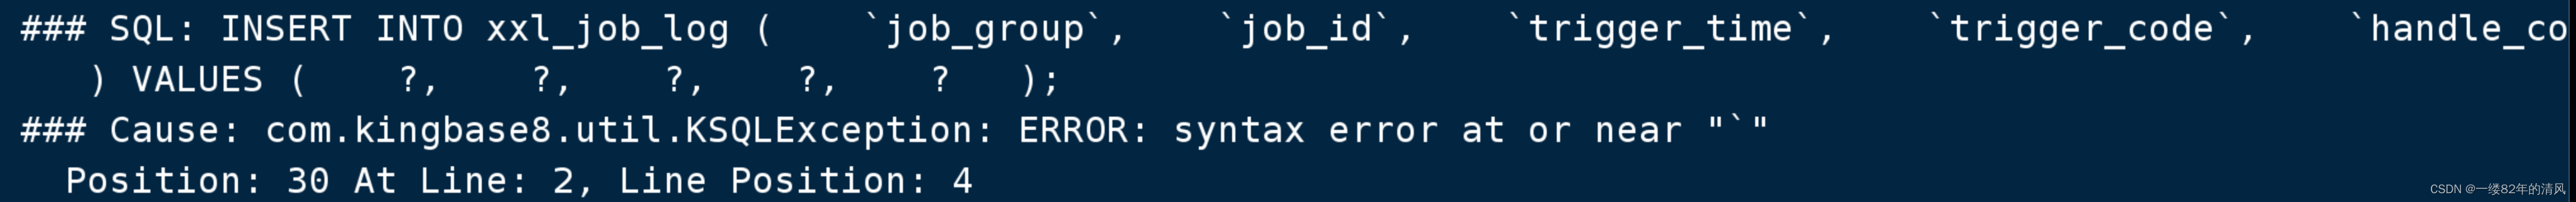 ### SQL: INSERT INTO xxl_job_log (    `job_group`,    `job_id`,    `trigger_time`,    `trigger_code`,    `handle_co
) VALUES (    ?,    ?,    ?,    ?,    ?   );
### Cause: com.kingbase8.util.KSQLException: ERROR: syntax error at or near "`"
Position: 30 At Line: 2, Line Position: 4
CSDN @一缕82年的清风